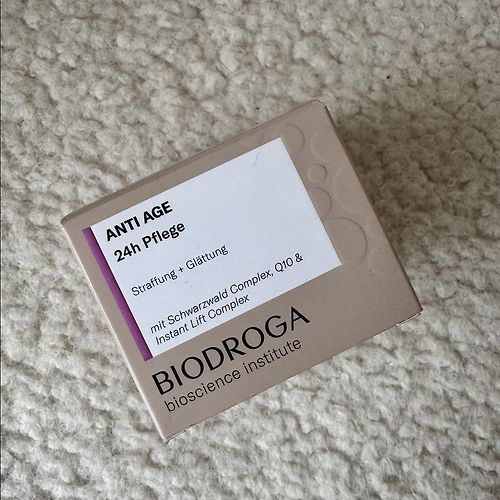 ANTI AGE
24h Pflege
Straffung + Glättung
mit Schwarzwald Complex, Q10 &
Instant Lift Complex
BIODROGA
bioscience institute